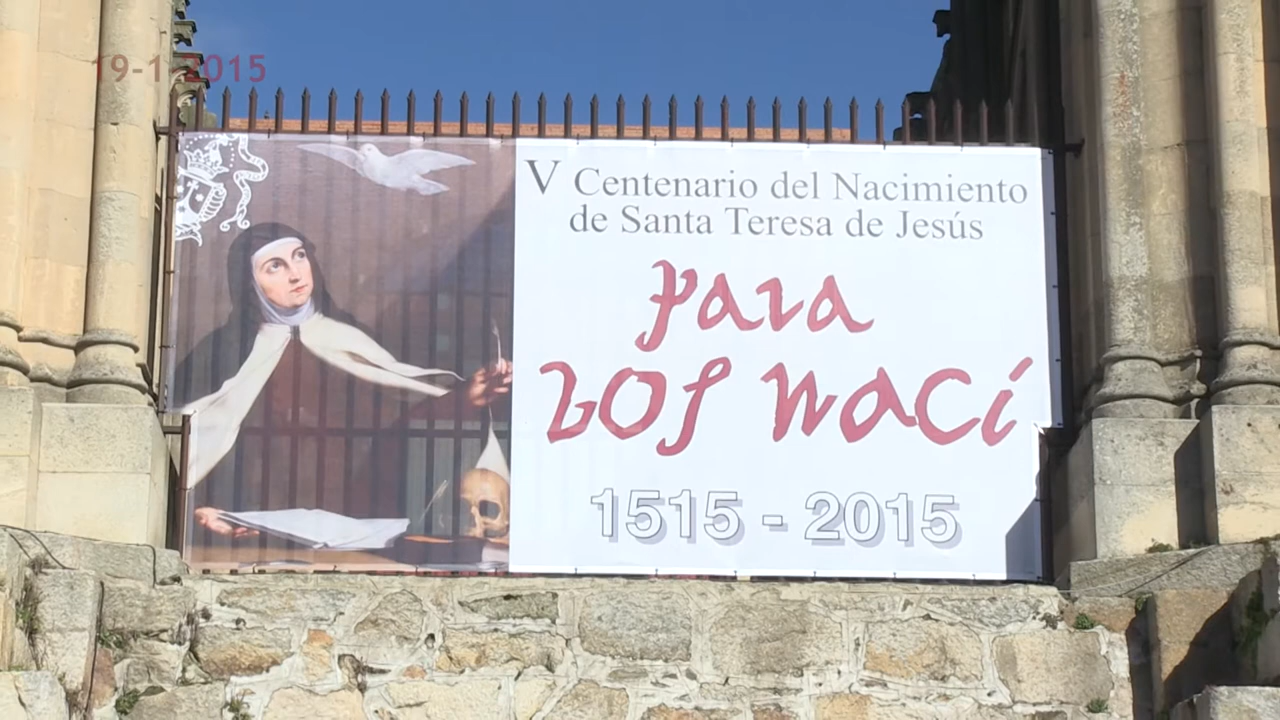 19-1-2015
V Centenario del Nacimiento
de Santa Teresa de Jesús
para
vos nací
1515 - 2015